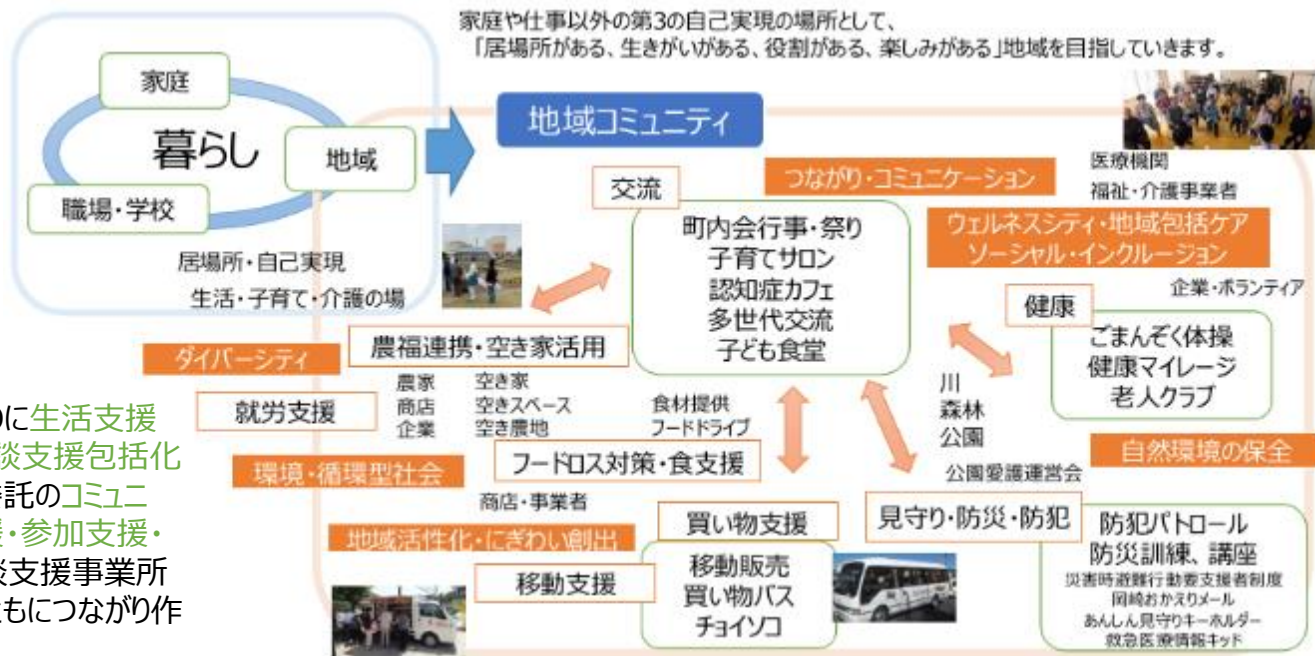 家庭や仕事以外の第3の自己実現の場所として、
「居場所がある、生きがいがある、役割がある、楽しみがある」地域を目指していきます。
家庭
暮らし
地域
職場・学校
居場所・自己実現
生活・子育て・介護の場
地域コミュニティ
つながり・コミュニケーション
医療機関
福祉・介護事業者
交流
町内会行事・祭り
子育てサロン
認知症カフェ
多世代交流
子ども食堂
ウェルネスシティ・地域包括ケア
ソーシャル・インクルージョン
企業・ボランティア
健康
ごまんぞく体操
健康マイレージ
老人クラブ
ダイバーシティ
農福連携・空き家活用
就労支援
農家
商店
企業
空き家
空きスペース
空き農地
食材提供
フードドライブ
川
森林
公園
自然環境の保全
環境・循環型社会
フードロス対策・食支援
商店・事業者
公園愛護運営会
地域活性化・にぎわい創出
買い物支援
移動支援
移動販売
買い物バス
チョイソコ
見守り・防災・防犯
防犯パトロール
防災訓練、講座
災害時避難行動要支援者制度
岡崎おかえりメール
あんしん見守りキーホルダー
救急医療情報キッド
に生活支援
談支援包括化
託のコミュニ
・参加支援・
談支援事業所
ともにつながり作